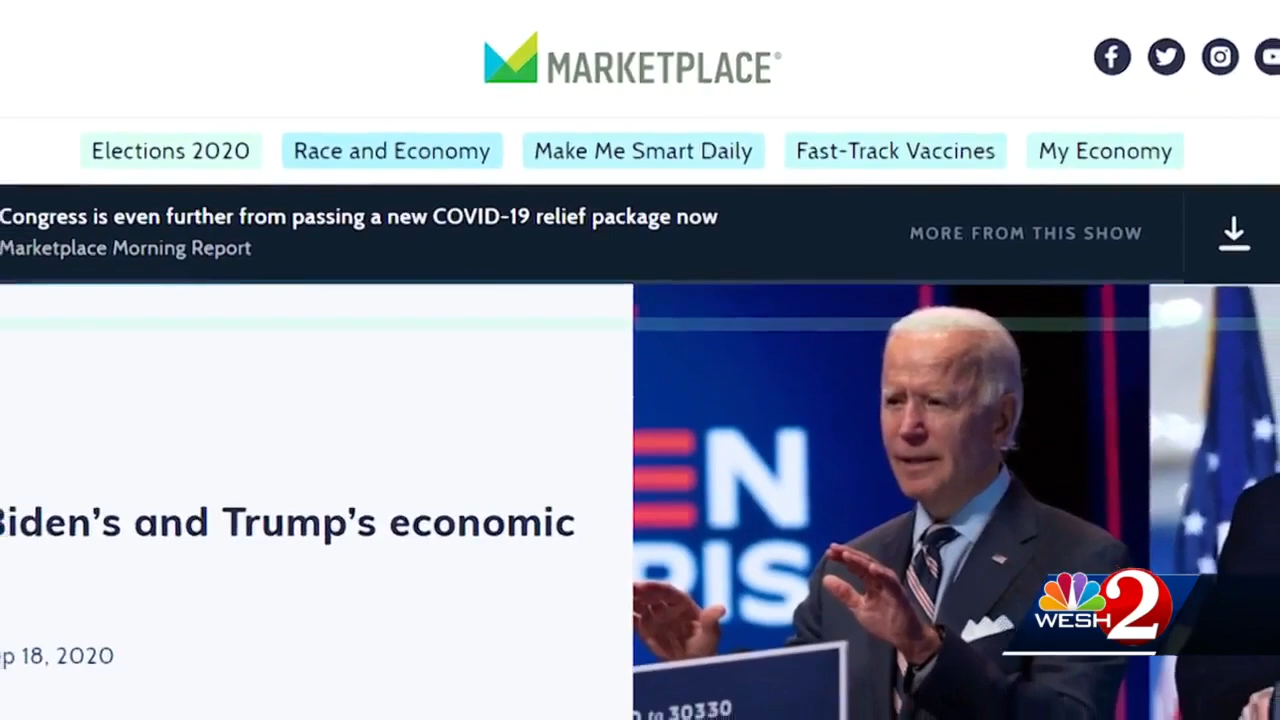 MARKETPLACE®
Elections 2020 Race and Economy Make Me Smart Daily Fast-Track Vaccines My Economy
Congress is even further from passing a new COVID-19 relief package now
Marketplace Morning Report
MORE FROM THIS SHOW
EN
RIS
Biden's and Trump's economic
p 18, 2020
to 30330
WESH 2